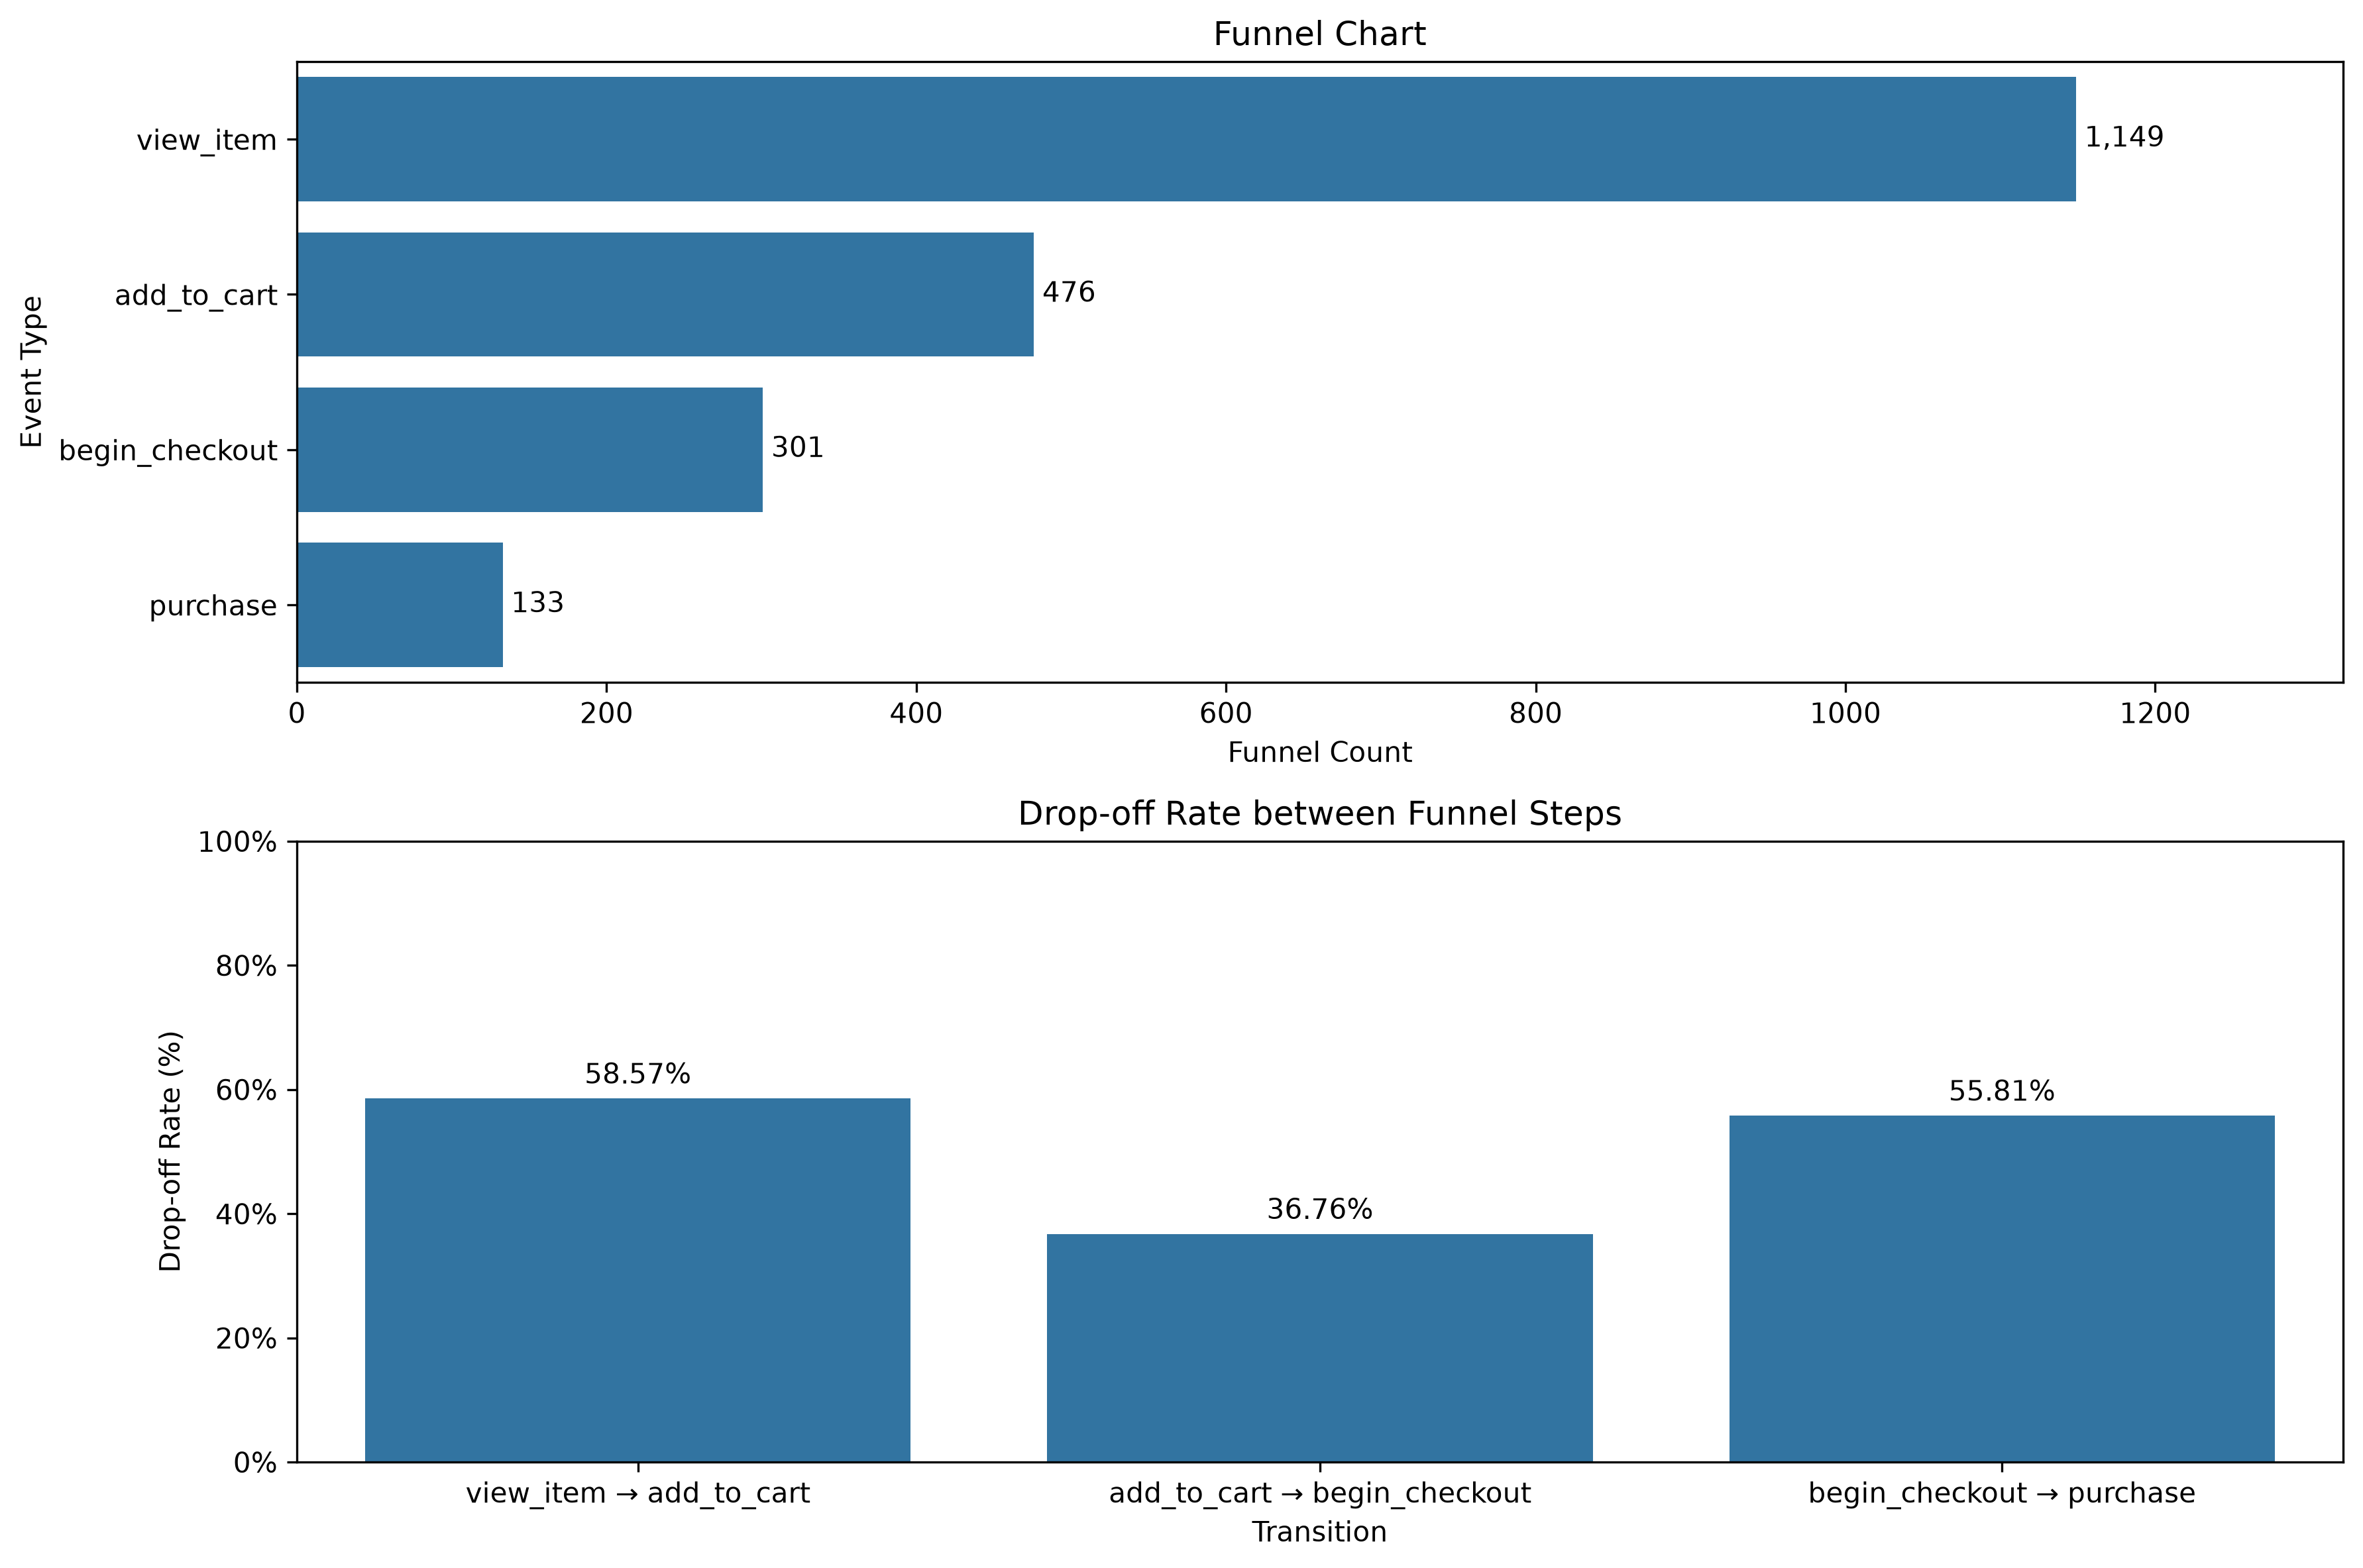 Funnel Chart
Event Type
view_item
1,149
add_to_cart
476
begin_checkout
301
purchase
133
0 200 400 600 800 1000 1200
Funnel Count
Drop-off Rate between Funnel Steps
Drop-off Rate (%)
100%
80%
60%
40%
20%
0%
58.57%
36.76%
55.81%
view_item → add_to_cart add_to_cart → begin_checkout begin_checkout → purchase
Transition